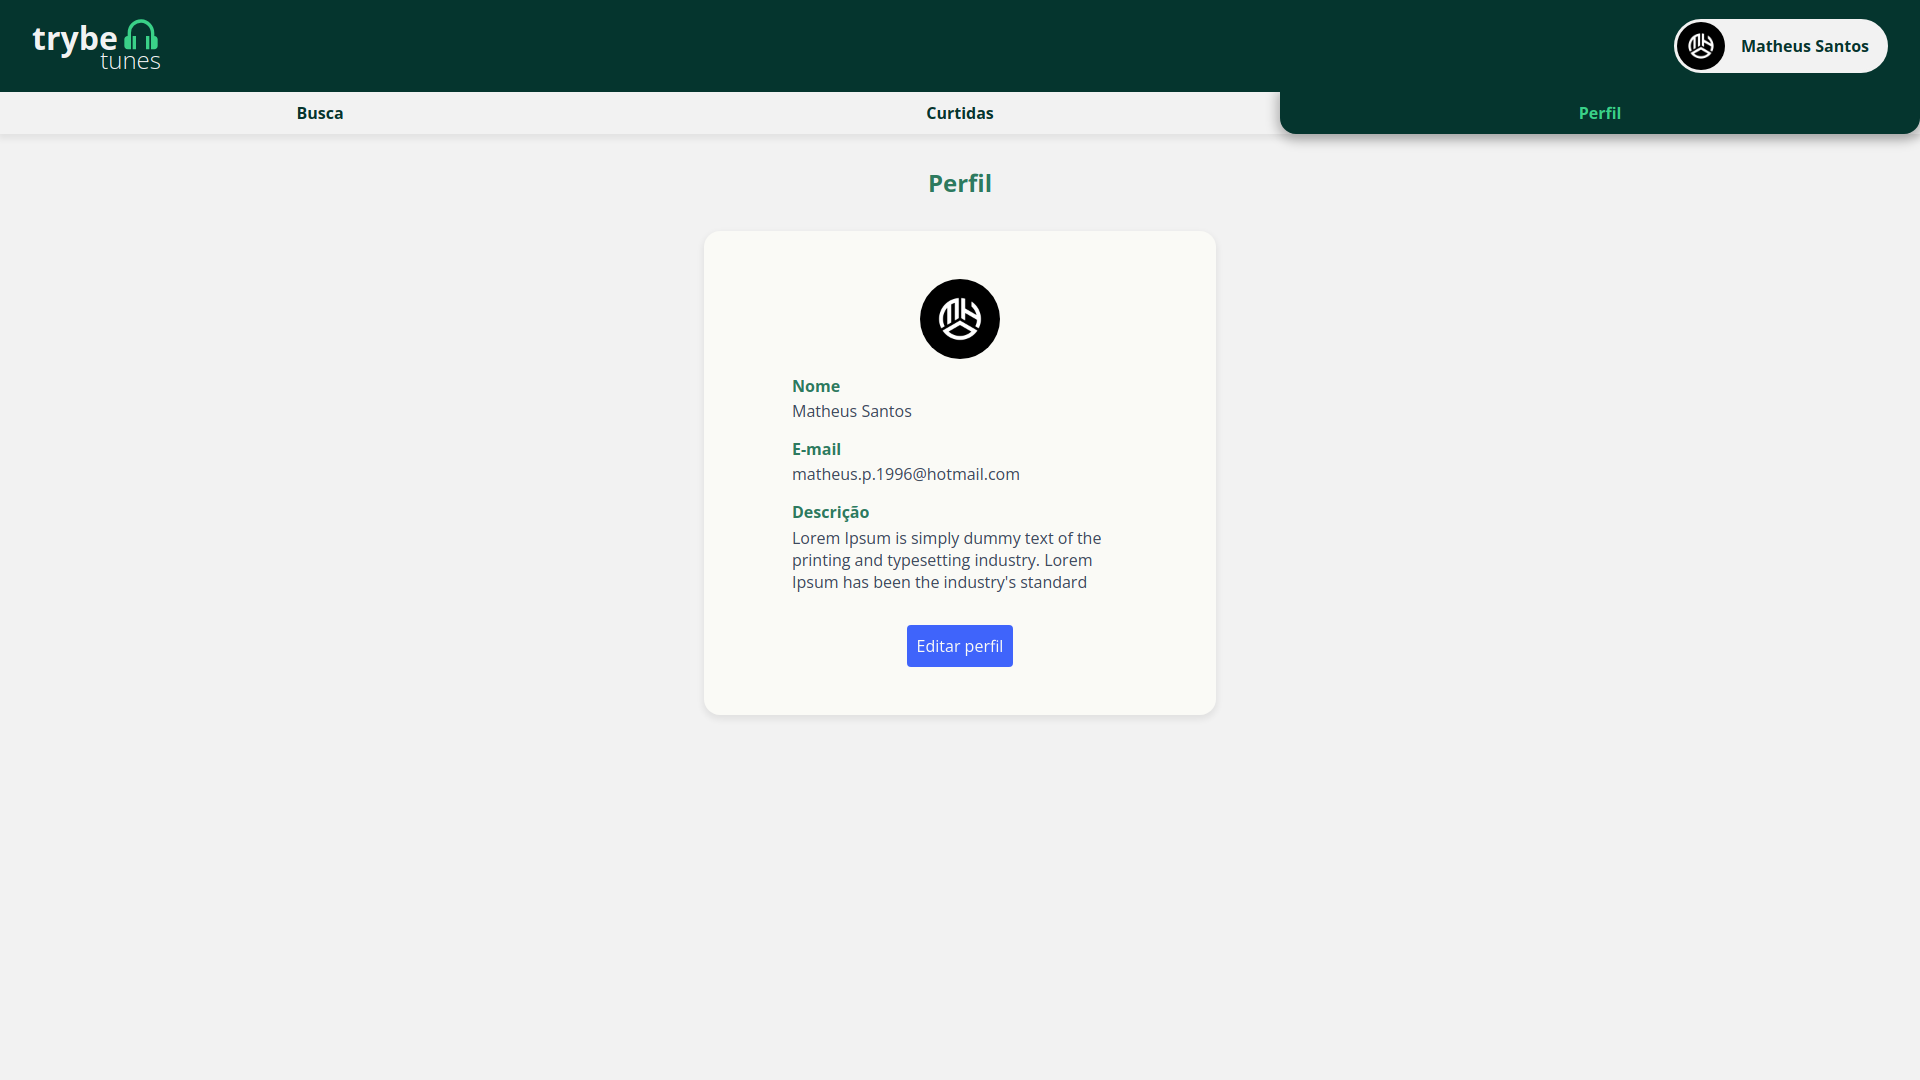 trybe
tunes
Matheus Santos
Busca
Curtidas
Perfil
Perfil
Nome
Matheus Santos
E-mail
matheus.p.1996@hotmail.com
Descrição
Lorem Ipsum is simply dummy text of the
printing and typesetting industry. Lorem
Ipsum has been the industry's standard
Editar perfil